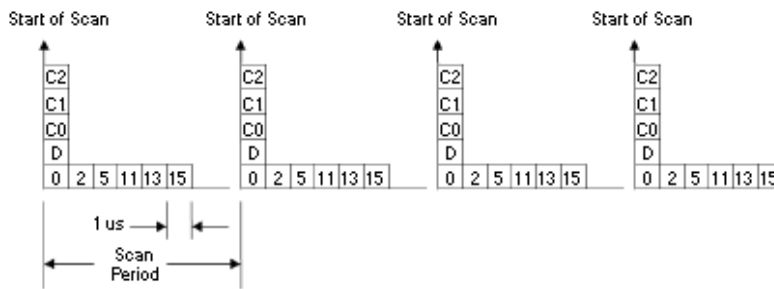 Start of Scan Start of Scan Start of Scan Start of Scan
C2 C2 C2 C2
C1 C1 C1 C1
C0 C0 C0 C0
D D D D
0 2 5 11 13 15 0 2 5 11 13 15 0 2 5 11 13 15 0 2 5 11 13 15
1 us
Scan
Period